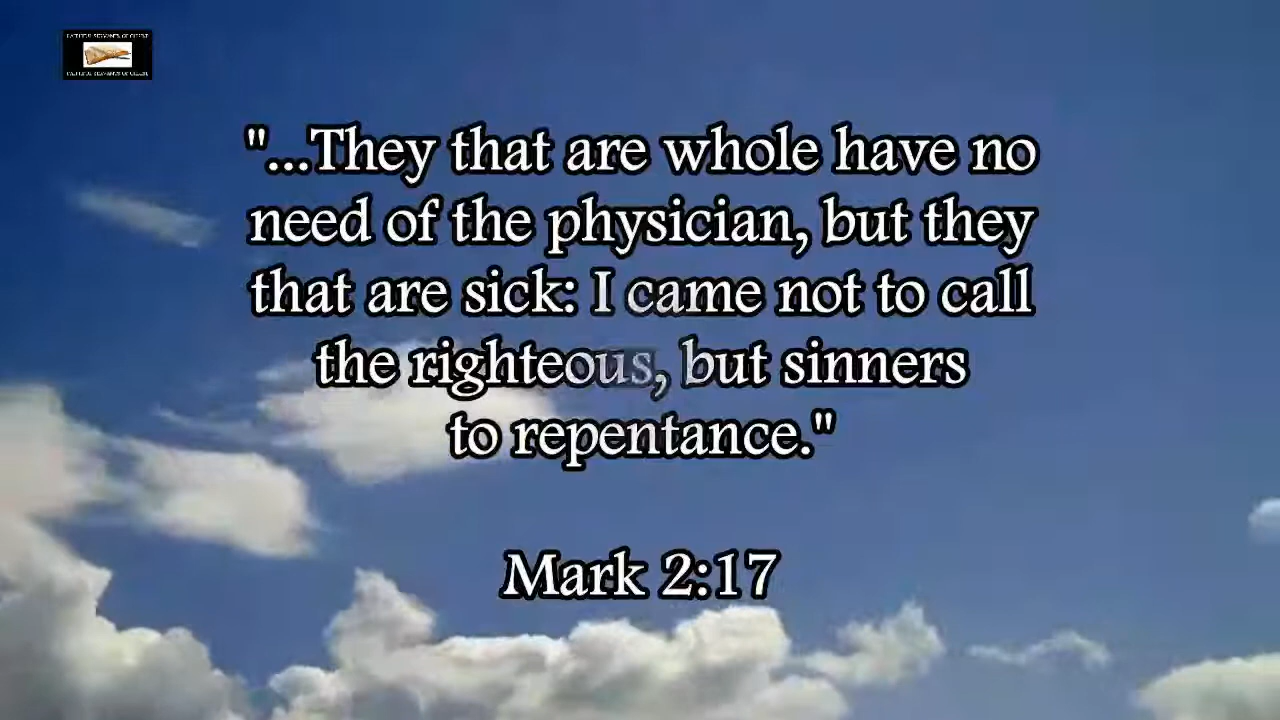 "...They that are whole have no
need of the physician, but they
that are sick: I came not to call
the righteous, but sinners
to repentance."
Mark 2:17